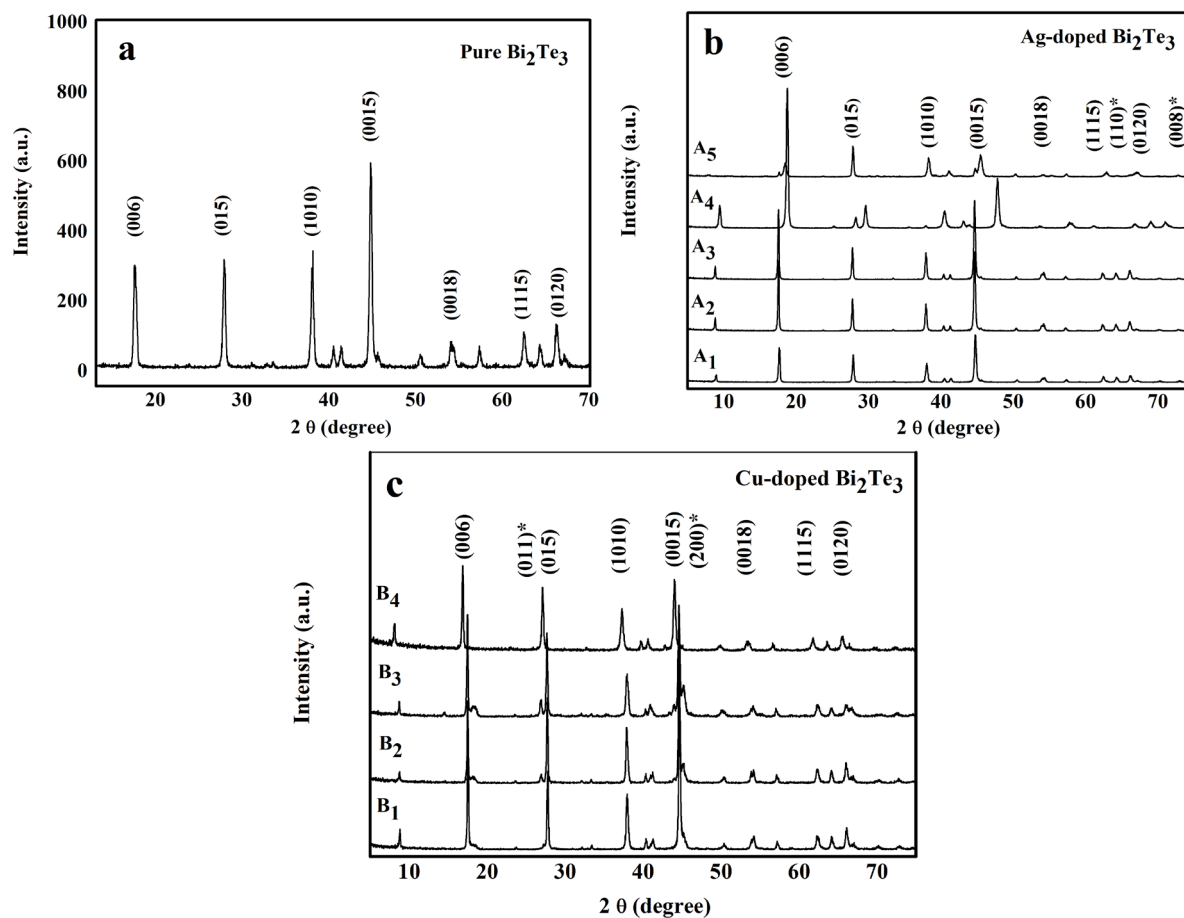 a
Pure Bi2Te3
Intensity (a.u.)
1000
800
600
400
200
0
(006)
(015)
(1010)
(0015)
(0018)
(1115)
(0120)
20
30
40
50
60
70
2 θ (degree)
b
Ag-doped Bi2Te3
Intensity (a.u.)
(006)
(015)
(1010)
(0015)
(0018)
(1115)
(110)*
(0120)
(008)*
A5
A4
A3
A2
A1
10
20
30
40
50
60
70
2 θ (degree)
c
Cu-doped Bi2Te3
Intensity (a.u.)
(006)
(011)*
(015)
(1010)
(0015)
(200)*
(0018)
(1115)
(0120)
B4
B3
B2
B1
10
20
30
40
50
60
70
2 θ (degree)